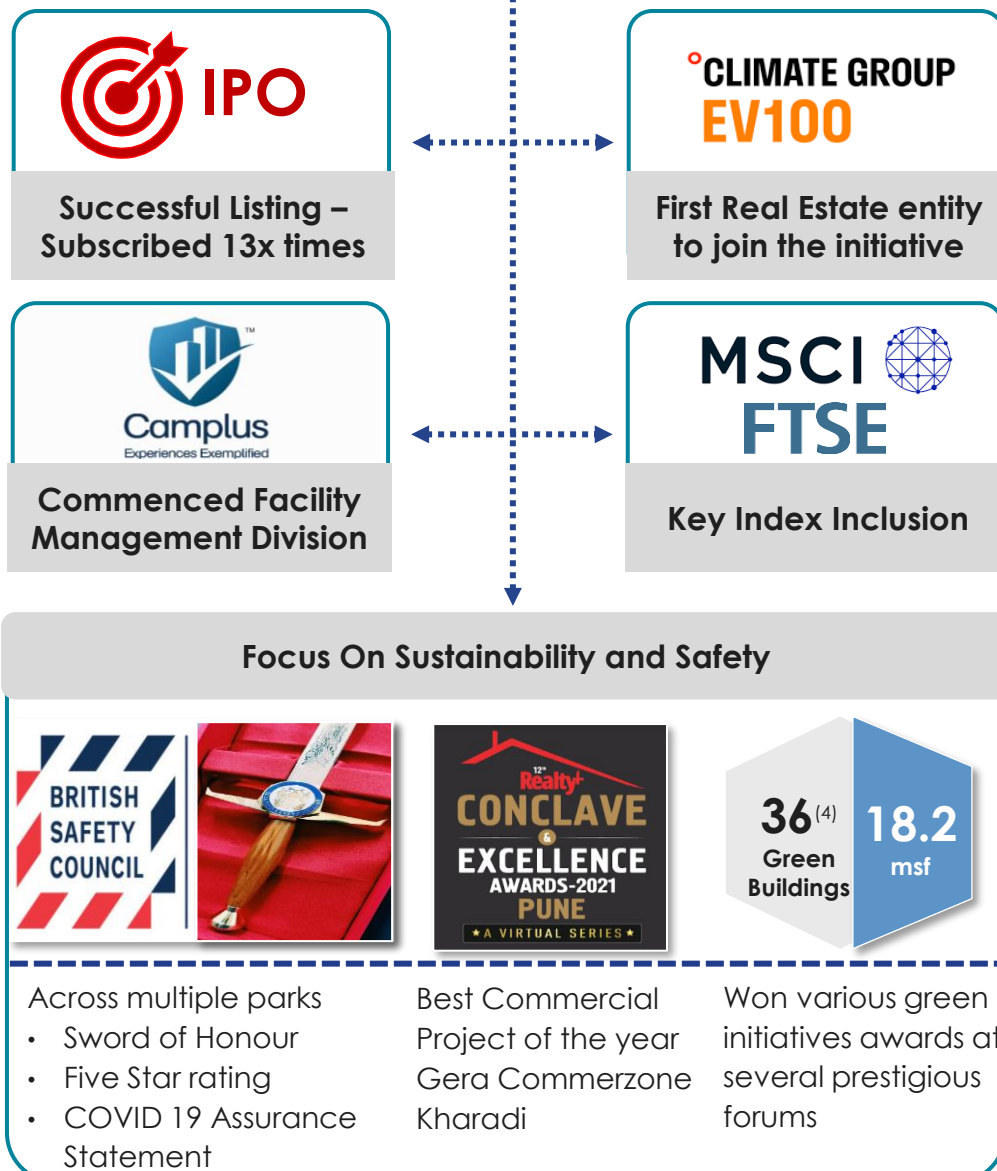 IPO
Successful Listing –
Subscribed 13x times
°CLIMATE GROUP
EV100
First Real Estate entity
to join the initiative
Camplus
TM
Experiences Exemplified
Commenced Facility
Management Division
MSCI
FTSE
Key Index Inclusion
Focus On Sustainability and Safety
BRITISH
SAFETY
COUNCIL
12th
Realty+
CONCLAVE
&
EXCELLENCE
AWARDS-2021
PUNE
★A VIRTUAL SERIES★
36(4)
Green
Buildings
18.2
msf
Across multiple parks
• Sword of Honour
• Five Star rating
• COVID 19 Assurance
Statement
Best Commercial
Project of the year
Gera Commerzone
Kharadi
Won various green
initiatives awards at
several prestigious
forums